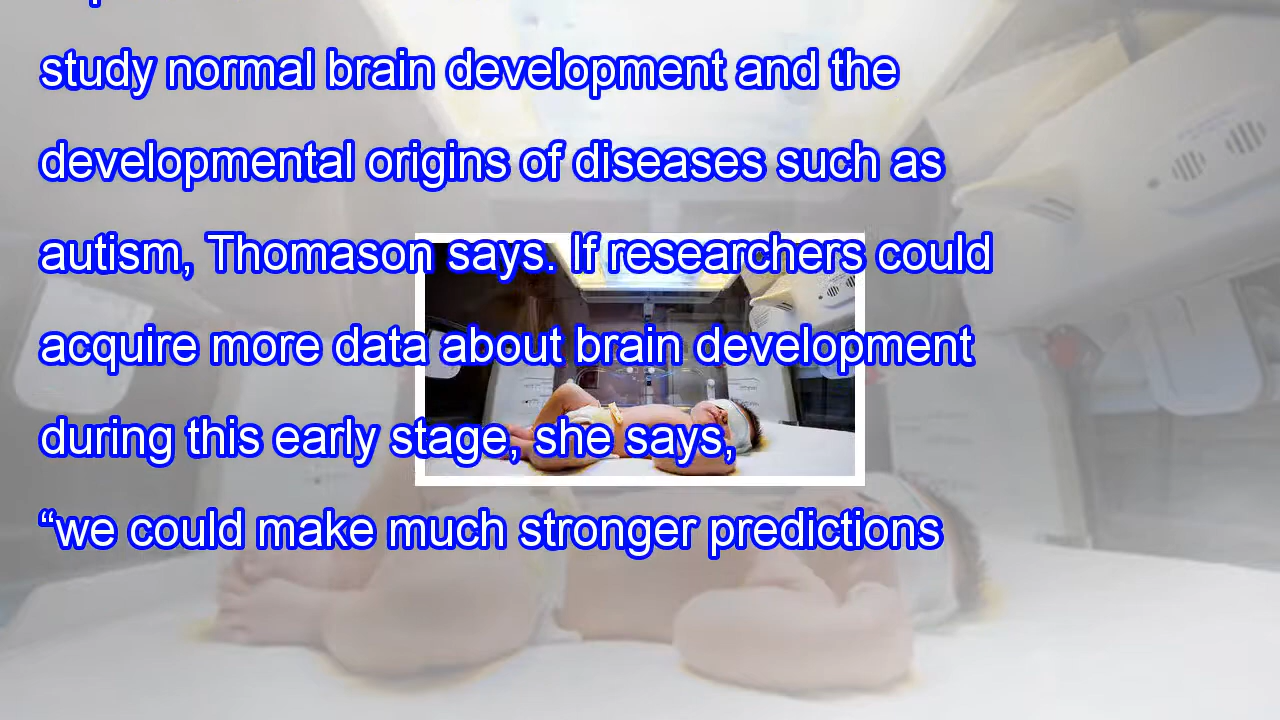 study normal brain development and the
developmental origins of diseases such as
autism, Thomason says. If researchers could
acquire more data about brain development
during this early stage, she says,
“we could make much stronger predictions